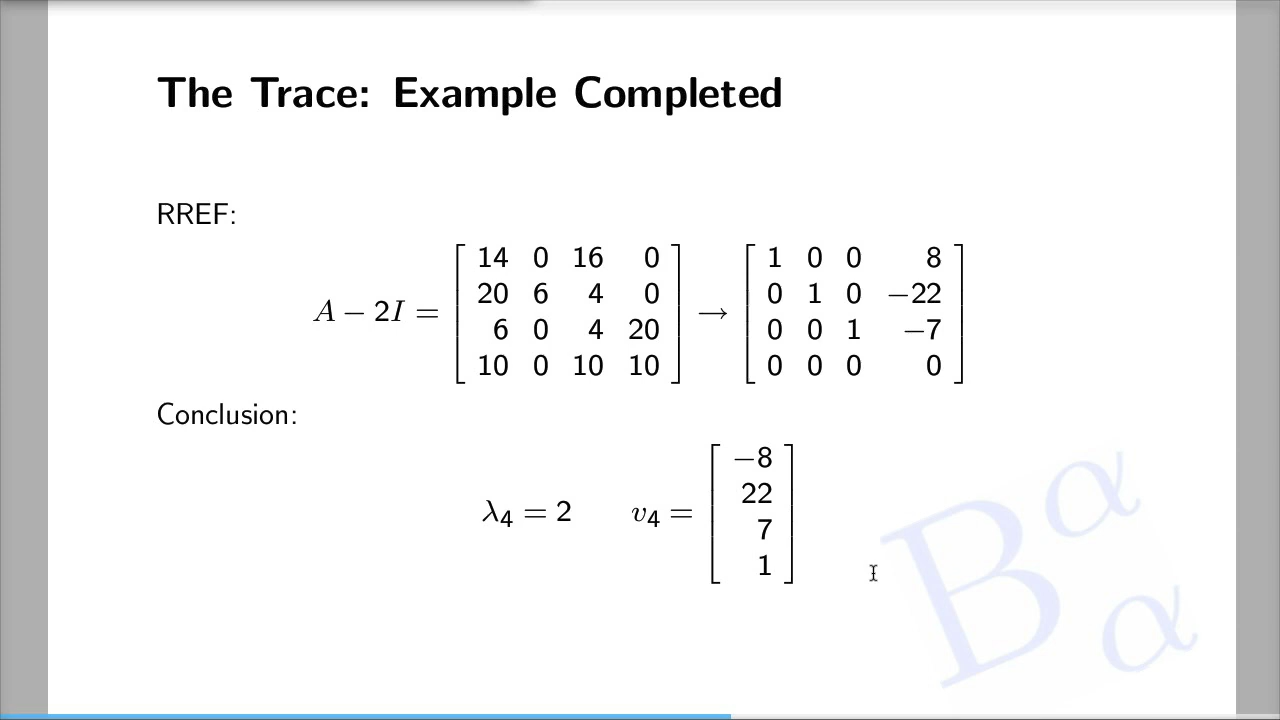 The Trace: Example Completed
RREF:
A − 2I = [ 14 0 16 0 ; 20 6 4 0 ; 6 0 4 20 ; 10 0 10 10 ] → [ 1 0 0 8 ; 0 1 0 −22 ; 0 0 1 −7 ; 0 0 0 0 ]
Conclusion:
λ₄ = 2 v₄ = [ −8 ; 22 ; 7 ; 1 ]
B α α